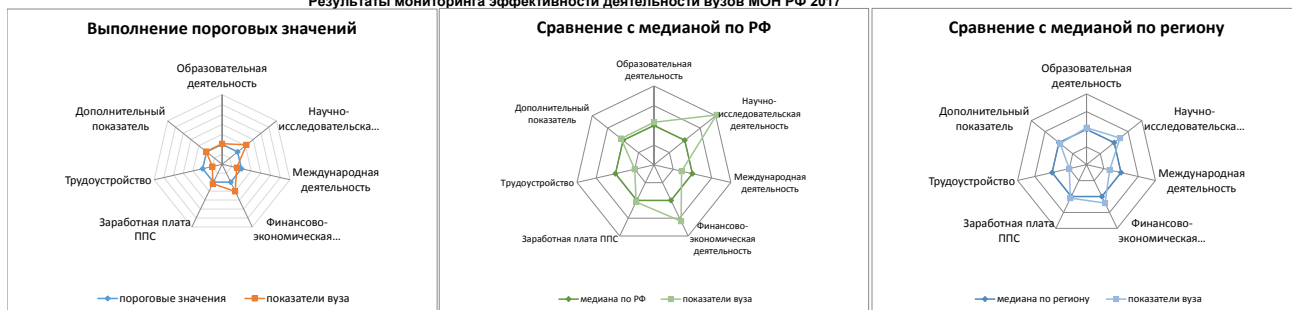 Результаты мониторинга эффективности деятельности вузов МОН РФ 2017
Выполнение пороговых значений
Образовательная
деятельность
Научно-
исследовательска...
Международная
деятельность
Финансово-
экономическая...
Заработная плата
ППС
Трудоустройство
Дополнительный
показатель
пороговые значения
показатели вуза
Сравнение с медианой по РФ
Образовательная
деятельность
Научно-
исследовательская
деятельность
Международная
деятельность
Финансово-
экономическая деятельность
Заработная плата ППС
Трудоустройство
Дополнительный
показатель
медиана по РФ
показатели вуза
Сравнение с медианой по региону
Образовательная
деятельность
Научно-
исследовательска...
Международная
деятельность
Финансово-
экономическая...
Заработная плата
ППС
Трудоустройство
Дополнительный
показатель
медиана по региону
показатели вуза